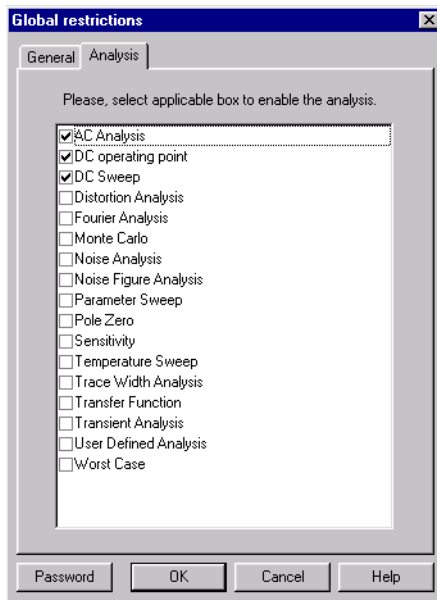 Global restrictions
General Analysis
Please, select applicable box to enable the analysis.
AC Analysis
DC operating point
DC Sweep
Distortion Analysis
Fourier Analysis
Monte Carlo
Noise Analysis
Noise Figure Analysis
Parameter Sweep
Pole Zero
Sensitivity
Temperature Sweep
Trace Width Analysis
Transfer Function
Transient Analysis
User Defined Analysis
Worst Case
Password OK Cancel Help